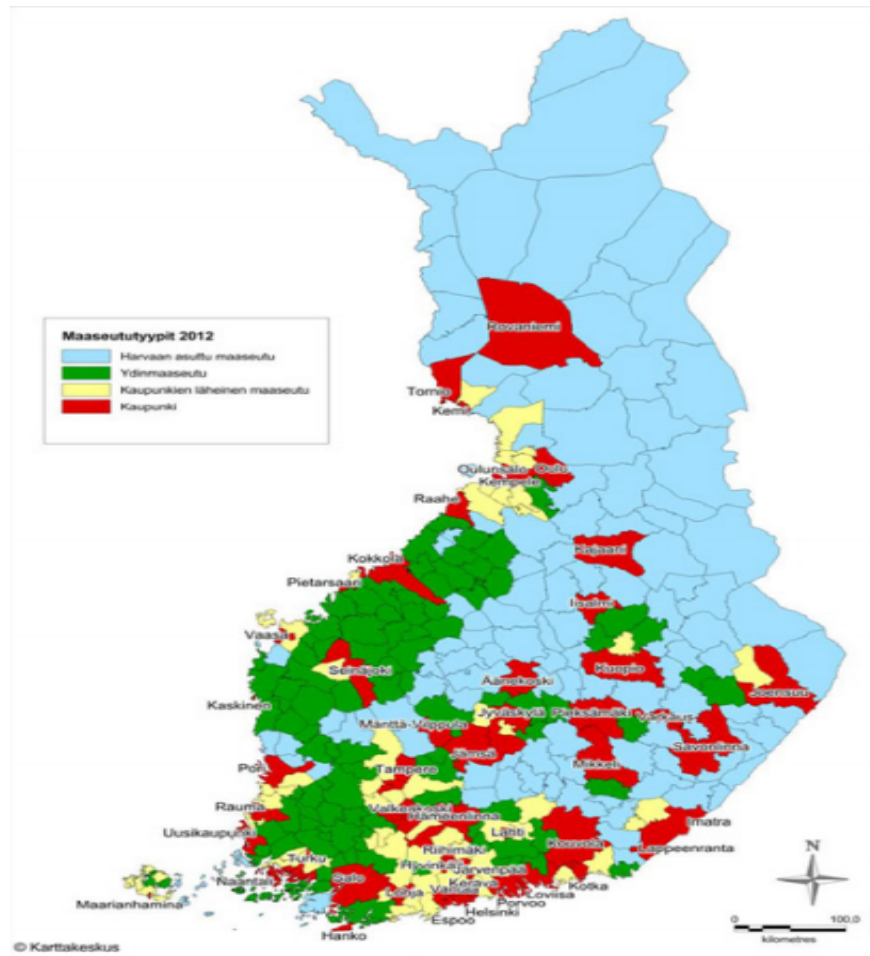 Maaseututyypit 2012
Harvaan asuttu maaseutu
Ydinmaaseutu
Kaupunkien läheinen maaseutu
Kaupunki
Rovaniemi
Tornio
Kemi
Oulunsalo Oulu
Kempele
Raahe
Kajaani
Kokkola
Pietarsaari
Iisalmi
Vaasa
Seinäjoki
Kuopio
Äänekoski
Joensuu
Kaskinen
Mänttä-Vilppula
Jyväskylä
Pieksämäki
Varkaus
Jämsä
Savonlinna
Pori
Tampere
Mikkeli
Rauma
Valkeakoski
Hämeenlinna
Imatra
Uusikaupunki
Lahti
Kouvola
Riihimäki
Lappeenranta
Turku
Hyvinkää
Järvenpää
Naantali
Salo
Kerava
Kotka
Maarianhamina
Lohja
Vantaa
Loviisa
Porvoo
Helsinki
Espoo
Hanko
N
0 100,0
kilometres
© Karttakeskus